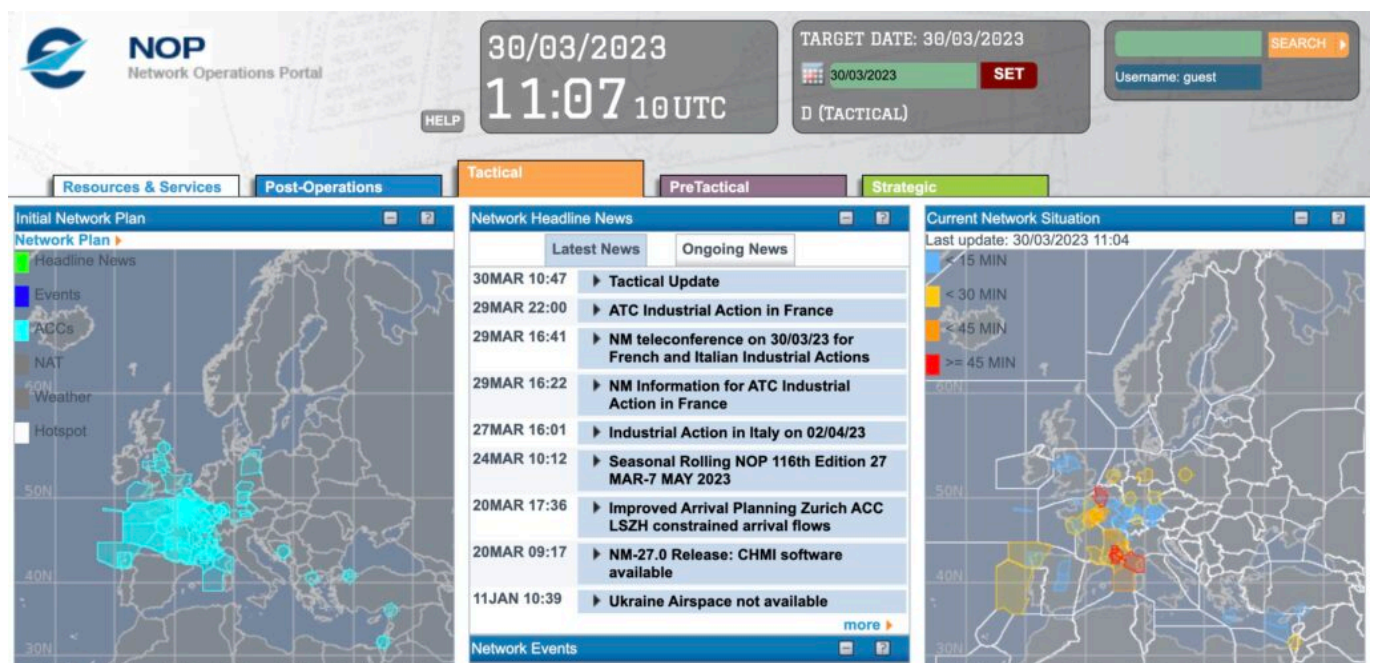 NOP
Network Operations Portal
HELP
30/03/2023
11:07 10 UTC
TARGET DATE: 30/03/2023
30/03/2023
SET
D (TACTICAL)
SEARCH
Username: guest
Resources & Services
Post-Operations
Tactical
PreTactical
Strategic
Initial Network Plan
Network Plan
Headline News
Events
ACCs
NAT
Weather
Hotspot
60N
50N
40N
30N
Network Headline News
Latest News
Ongoing News
30MAR 10:47 Tactical Update
29MAR 22:00 ATC Industrial Action in France
29MAR 16:41 NM teleconference on 30/03/23 for
French and Italian Industrial Actions
29MAR 16:22 NM Information for ATC Industrial
Action in France
27MAR 16:01 Industrial Action in Italy on 02/04/23
24MAR 10:12 Seasonal Rolling NOP 116th Edition 27
MAR-7 MAY 2023
20MAR 17:36 Improved Arrival Planning Zurich ACC
LSZH constrained arrival flows
20MAR 09:17 NM-27.0 Release: CHMI software
available
11JAN 10:39 Ukraine Airspace not available
more
Network Events
Current Network Situation
Last update: 30/03/2023 11:04
< 15 MIN
< 30 MIN
< 45 MIN
>= 45 MIN
60N
50N
40N
30N